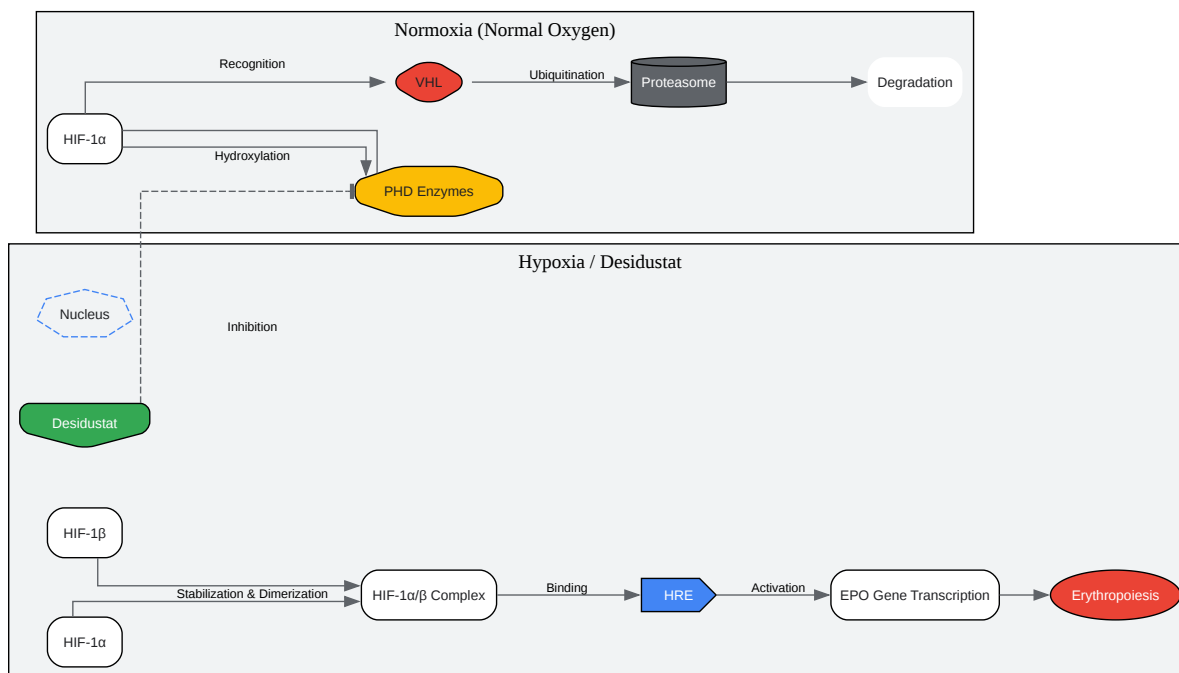 Normoxia (Normal Oxygen)
Recognition
VHL
Ubiquitination
Proteasome
Degradation
HIF-1α
Hydroxylation
PHD Enzymes
Hypoxia / Desidustat
Nucleus
Inhibition
Desidustat
HIF-1β
Stabilization & Dimerization
HIF-1α/β Complex
Binding
HRE
Activation
EPO Gene Transcription
Erythropoiesis
HIF-1α